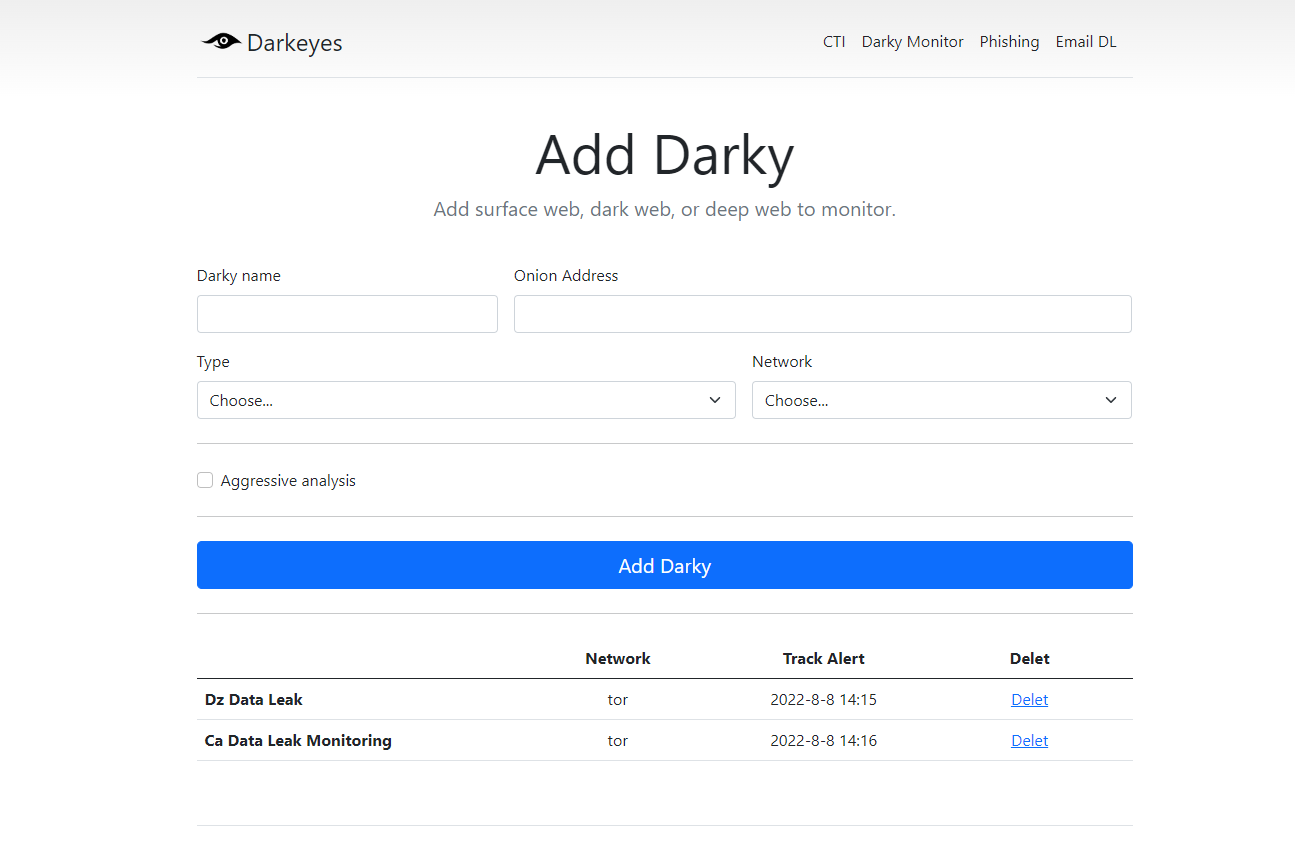 Darkeyes CTI Darky Monitor Phishing Email DL
Add Darky
Add surface web, dark web, or deep web to monitor.
Darky name Onion Address
Type Network
Choose... Choose...
Aggressive analysis
Add Darky
Network Track Alert Delet
Dz Data Leak tor 2022-8-8 14:15 Delet
Ca Data Leak Monitoring tor 2022-8-8 14:16 Delet